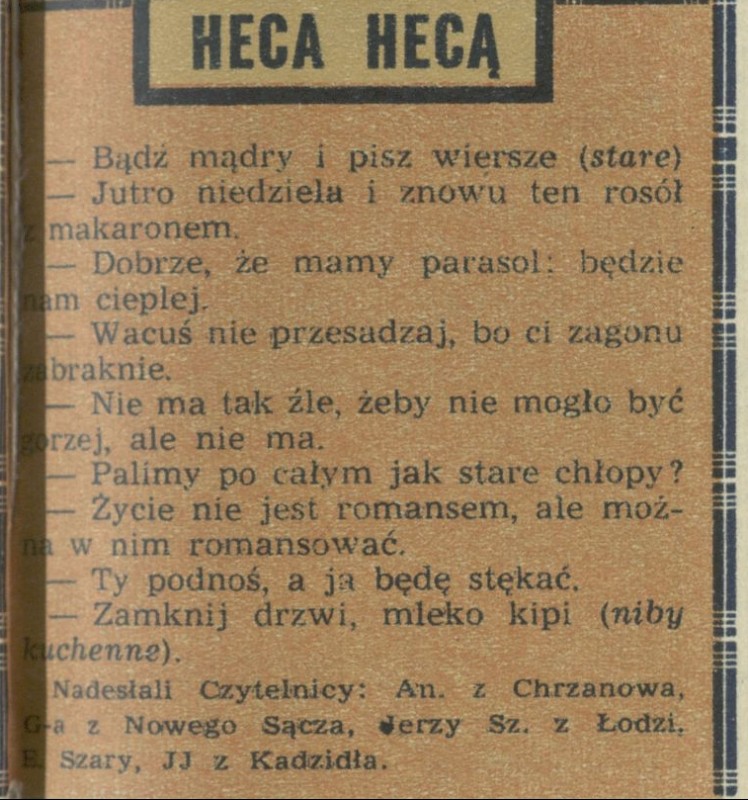 HECA HECĄ
— Bądź mądry i pisz wiersze (stare)
— Jutro niedziela i znowu ten rosół
z makaronem.
— Dobrze, że mamy parasol: będzie
nam cieplej.
— Wacuś nie przesadzaj, bo ci zagonu
zabraknie.
— Nie ma tak źle, żeby nie mogło być
gorzej, ale nie ma.
— Palimy po całym jak stare chłopy?
— Życie nie jest romansem, ale moż-
na w nim romansować.
— Ty podnoś, a ja będę stękać.
— Zamknij drzwi, mleko kipi (niby
kuchenne).
Nadesłali Czytelnicy: An. z Chrzanowa,
G-a z Nowego Sącza, Jerzy Sz. z Łodzi,
E. Szary, JJ z Kadzidła.